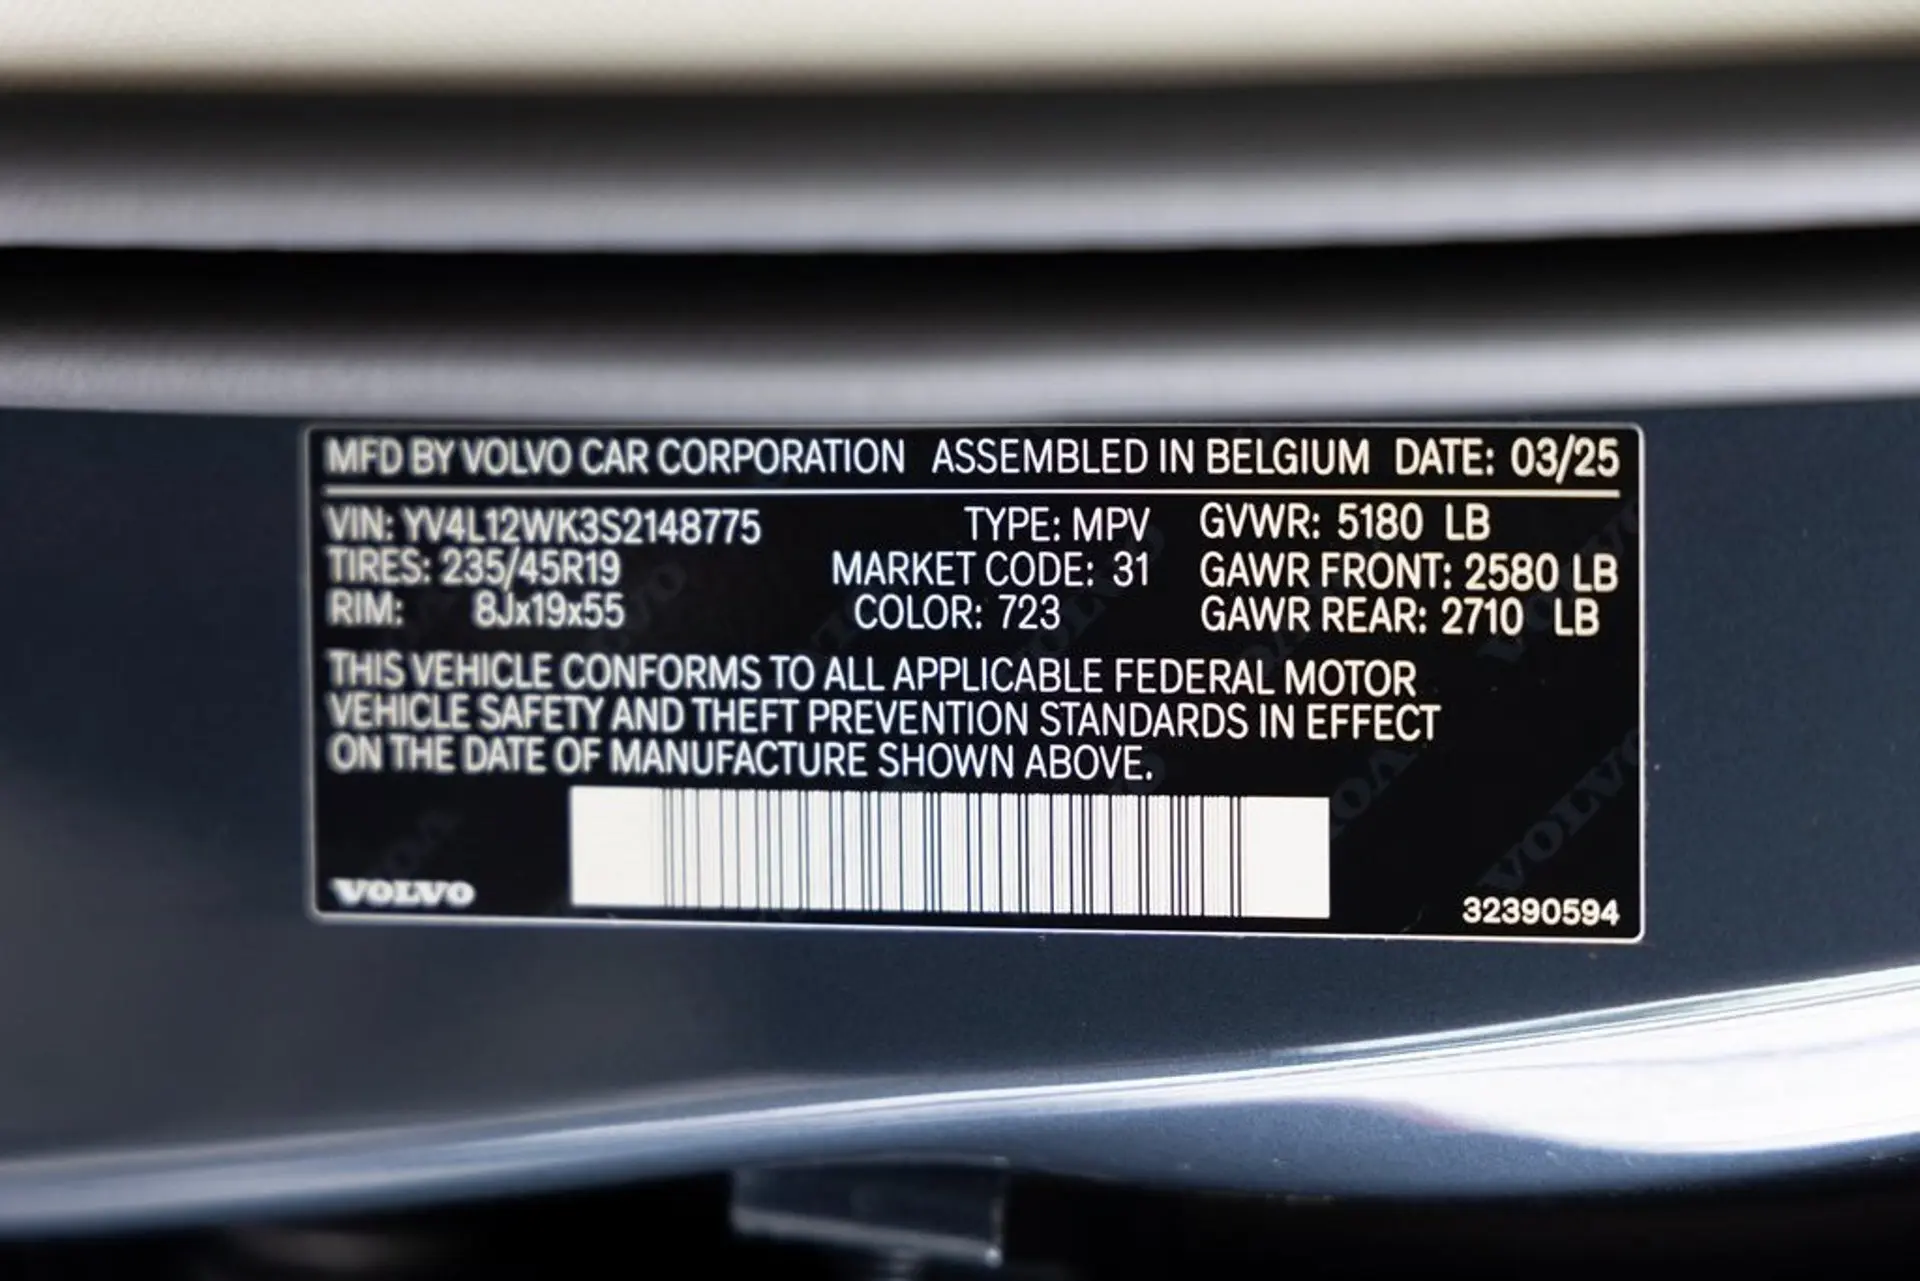 MFD BY VOLVO CAR CORPORATION ASSEMBLED IN BELGIUM DATE: 03/25
VIN: YV4L12WK3S2148775 TYPE: MPV GVWR: 5180 LB
TIRES: 235/45R19 MARKET CODE: 31 GAWR FRONT: 2580 LB
RIM: 8Jx19x55 COLOR: 723 GAWR REAR: 2710 LB
THIS VEHICLE CONFORMS TO ALL APPLICABLE FEDERAL MOTOR
VEHICLE SAFETY AND THEFT PREVENTION STANDARDS IN EFFECT
ON THE DATE OF MANUFACTURE SHOWN ABOVE.
VOLVO
32390594